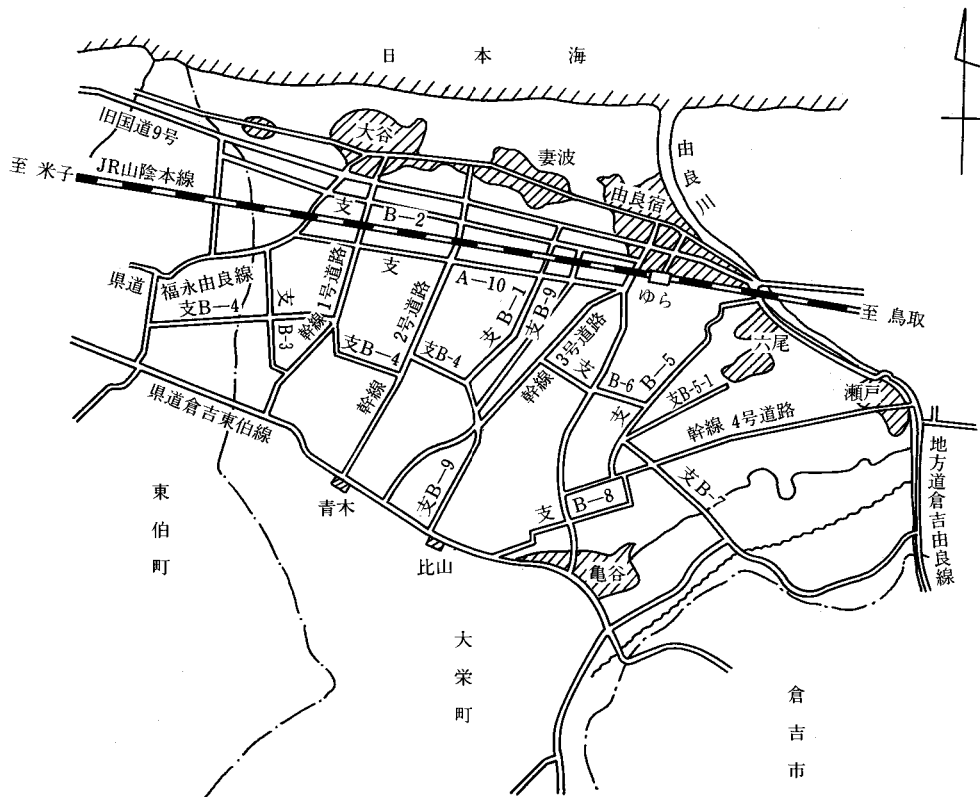 日本海
旧国道9号
大谷
妻波
由良宿
由良川
至 米子
JR山陰本線
支 B—2
県道 福永由良線
支B—4
支B—3
幹線1号道路
支 A—10
ゆら
至 鳥取
幹線 2号道路
支B—4
支B-4
支B—1
支B—9
幹線 3号道路
支 B—6
支 B—5
支B-5-1
六尾
瀬戸
幹線 4号道路
県道倉吉東伯線
支B—9
支 B—8
支B—7
地方道倉吉由良線
青木
比山
亀谷
東伯町
大栄町
倉吉市